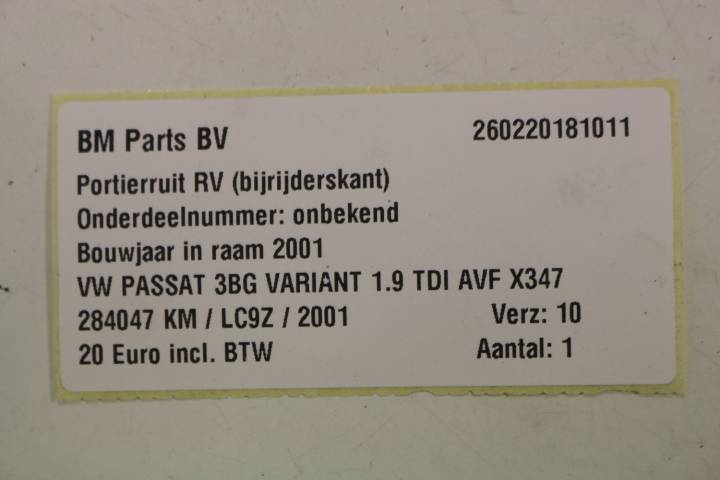 BM Parts BV 260220181011
Portierruit RV (bijrijderskant)
Onderdeelnummer: onbekend
Bouwjaar in raam 2001
VW PASSAT 3BG VARIANT 1.9 TDI AVF X347
284047 KM / LC9Z / 2001 Verz: 10
20 Euro incl. BTW Aantal: 1